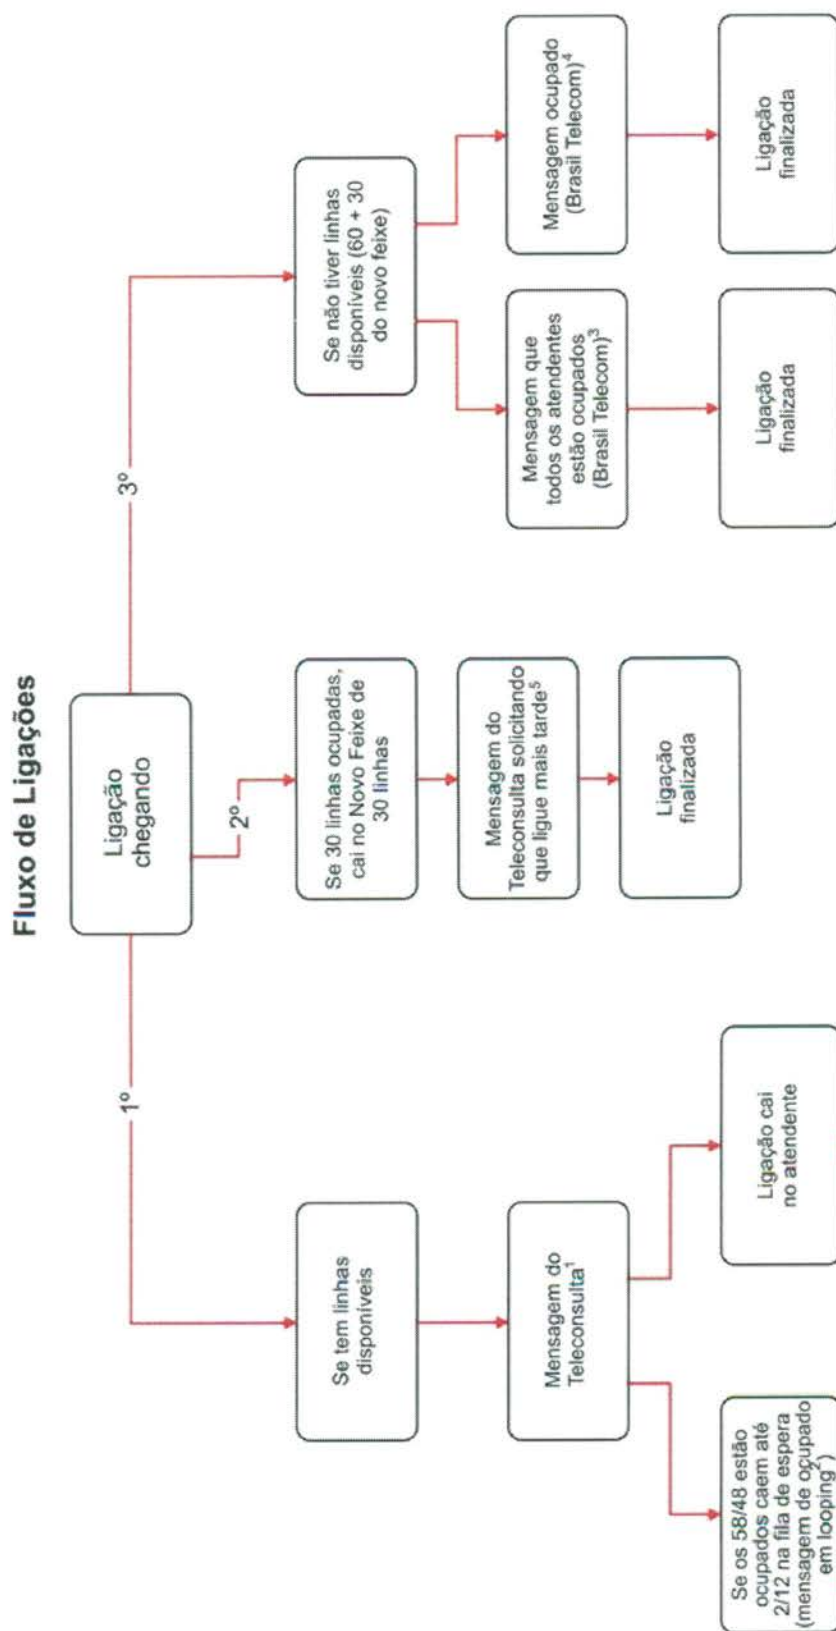 Fluxo de Ligações
Ligação
chegando
1º
2º
3º
Se tem linhas
disponíveis
Mensagem do
Teleconsulta¹
Se os 58/48 estão
ocupados caem até
2/12 na fila de espera
(mensagem de ocupado
em looping²)
Ligação cai
no atendente
Se 30 linhas ocupadas,
cai no Novo Feixe de
30 linhas
Mensagem do
Teleconsulta solicitando
que ligue mais tarde⁵
Ligação
finalizada
Se não tiver linhas
disponíveis (60 + 30
do novo feixe)
Mensagem que
todos os atendentes
estão ocupados
(Brasil Telecom)³
Ligação
finalizada
Mensagem ocupado
(Brasil Telecom)⁴
Ligação
finalizada